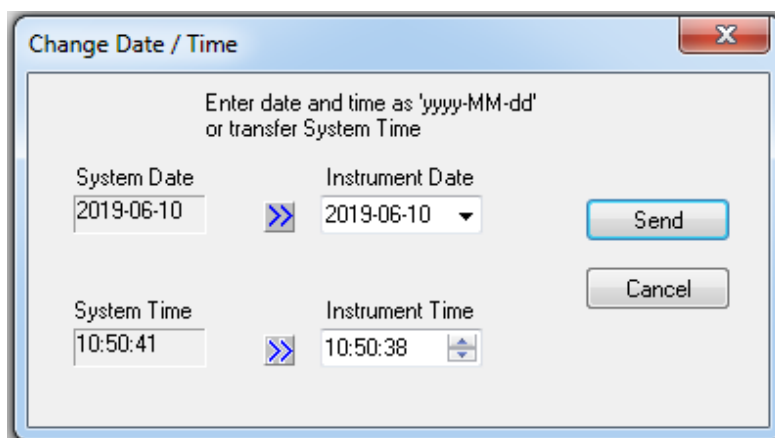 Change Date / Time
Enter date and time as 'yyyy-MM-dd'
or transfer System Time
System Date
Instrument Date
2019-06-10
>>
2019-06-10
Send
Cancel
System Time
Instrument Time
10:50:41
>>
10:50:38